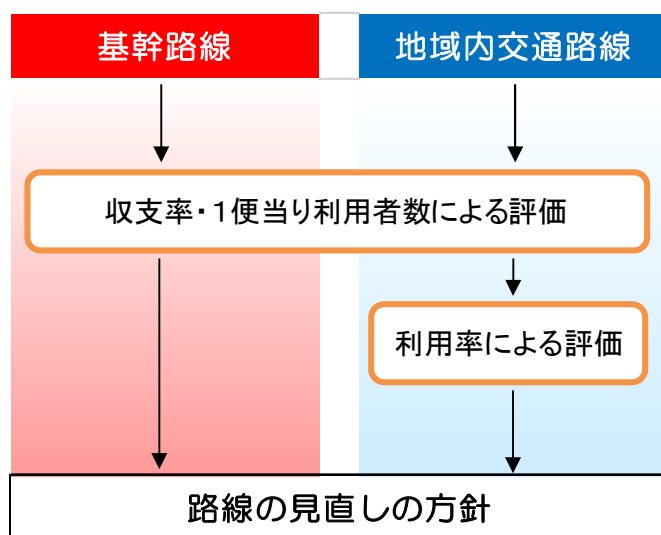 基幹路線
地域内交通路線
収支率・１便当り利用者数による評価
利用率による評価
路線の見直しの方針